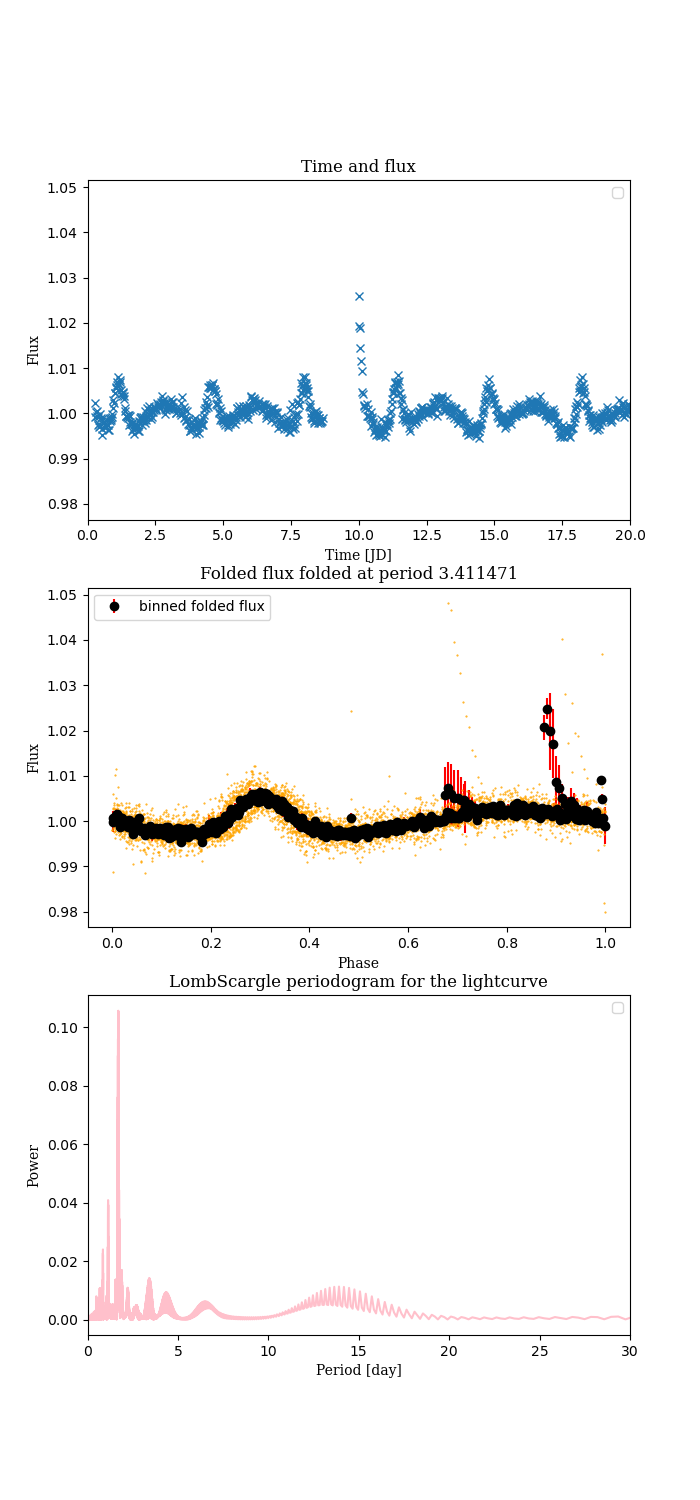 Time and flux
1.05
1.04
1.03
1.02
1.01
1.00
0.99
0.98
Flux
0.0 2.5 5.0 7.5 10.0 12.5 15.0 17.5 20.0
Time [JD]
Folded flux folded at period 3.411471
binned folded flux
1.05
1.04
1.03
1.02
1.01
1.00
0.99
0.98
Flux
0.0 0.2 0.4 0.6 0.8 1.0
Phase
LombScargle periodogram for the lightcurve
0.10
0.08
0.06
0.04
0.02
0.00
Power
0 5 10 15 20 25 30
Period [day]